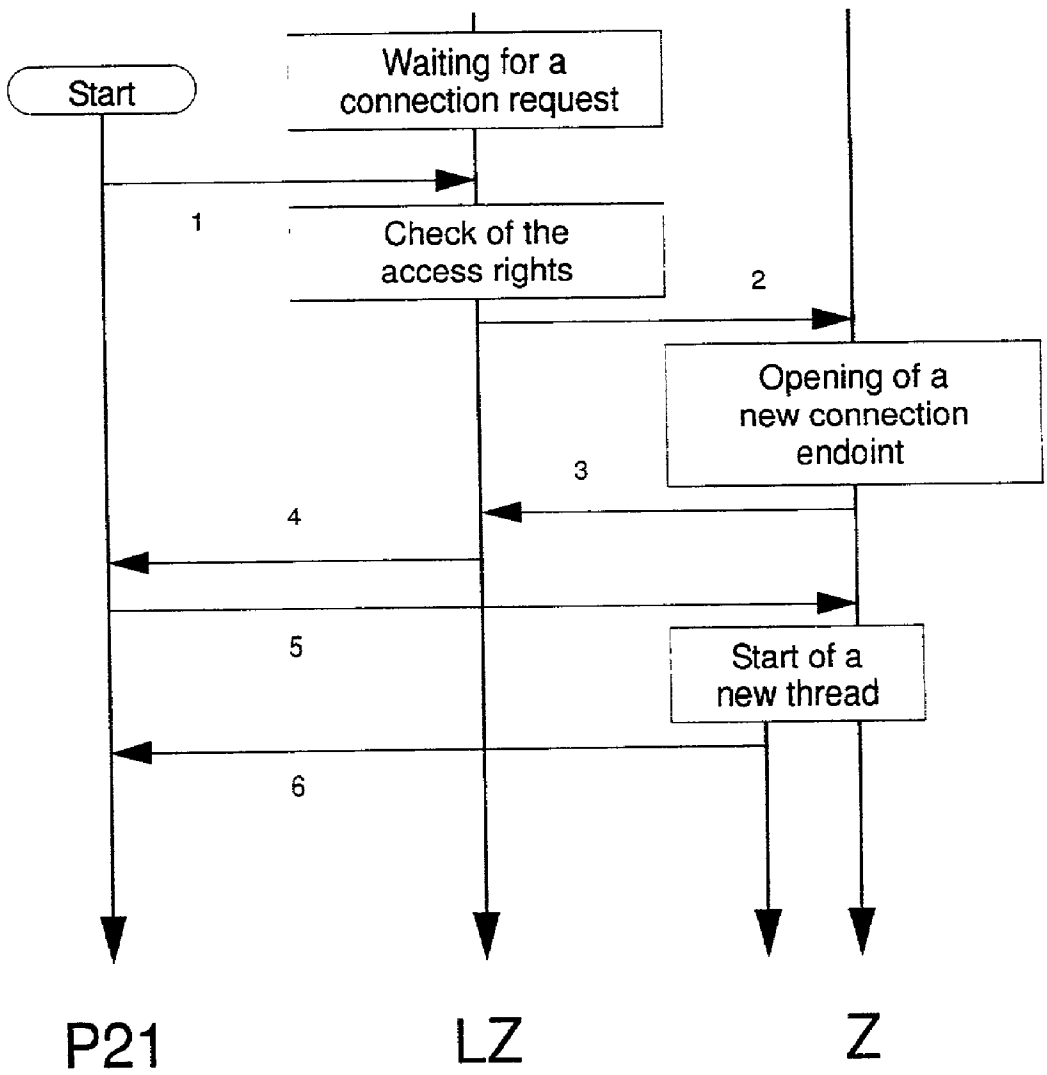 Waiting for a
connection request
Start
1
Check of the
access rights
2
Opening of a
new connection
endoint
3
4
5
Start of a
new thread
6
P21
LZ
Z